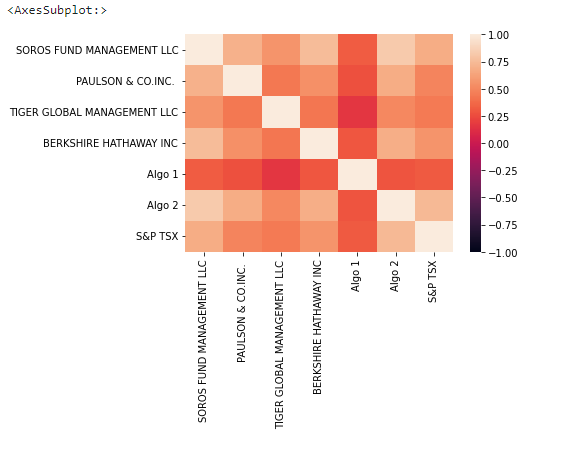 <AxesSubplot:>
SOROS FUND MANAGEMENT LLC
PAULSON & CO.INC.
TIGER GLOBAL MANAGEMENT LLC
BERKSHIRE HATHAWAY INC
Algo 1
Algo 2
S&P TSX
SOROS FUND MANAGEMENT LLC
PAULSON & CO.INC.
TIGER GLOBAL MANAGEMENT LLC
BERKSHIRE HATHAWAY INC
Algo 1
Algo 2
S&P TSX
1.00
0.75
0.50
0.25
0.00
−0.25
−0.50
−0.75
−1.00